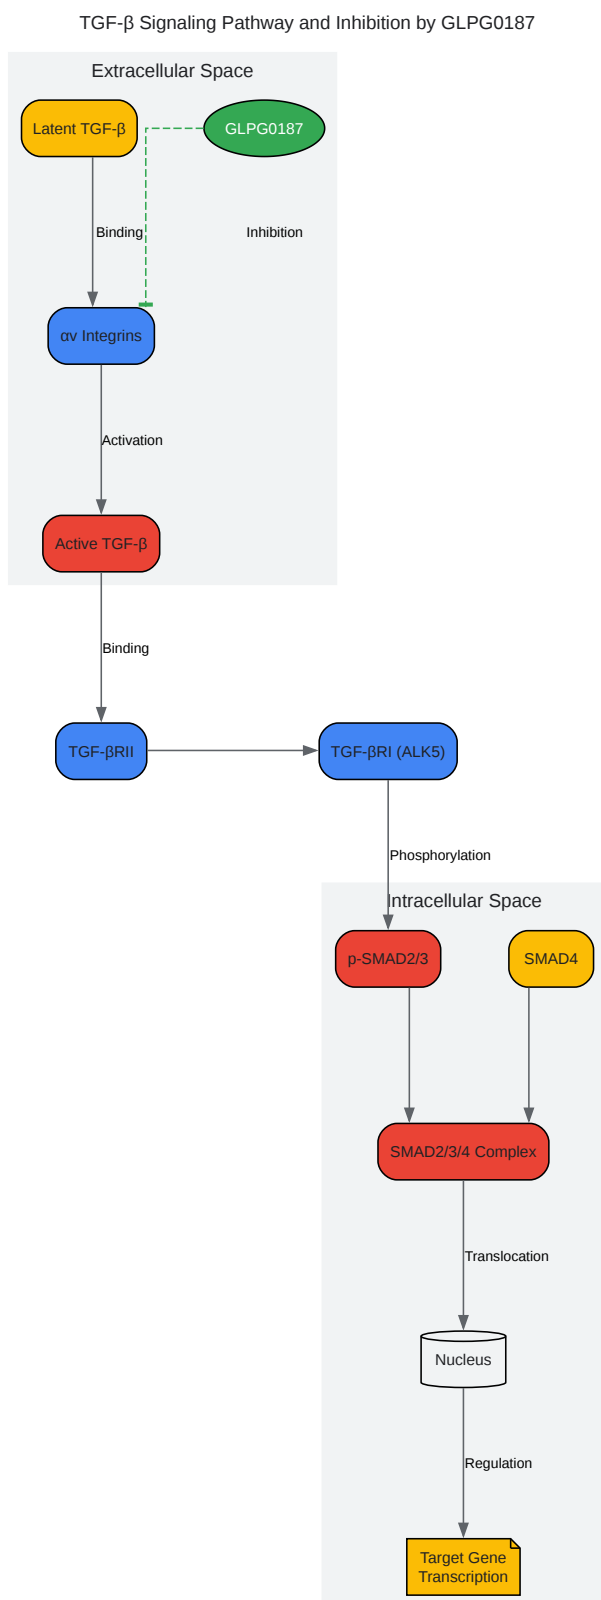 TGF-β Signaling Pathway and Inhibition by GLPG0187
Extracellular Space
Latent TGF-β
GLPG0187
Binding
Inhibition
αv Integrins
Activation
Active TGF-β
Binding
TGF-βRII
TGF-βRI (ALK5)
Phosphorylation
Intracellular Space
p-SMAD2/3
SMAD4
SMAD2/3/4 Complex
Translocation
Nucleus
Regulation
Target Gene
Transcription